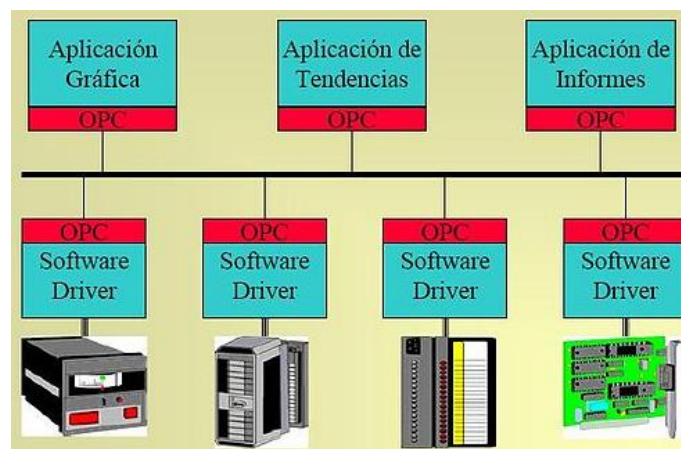 Aplicación
Gráfica
OPC
Aplicación de
Tendencias
OPC
Aplicación de
Informes
OPC
OPC
Software
Driver
OPC
Software
Driver
OPC
Software
Driver
OPC
Software
Driver